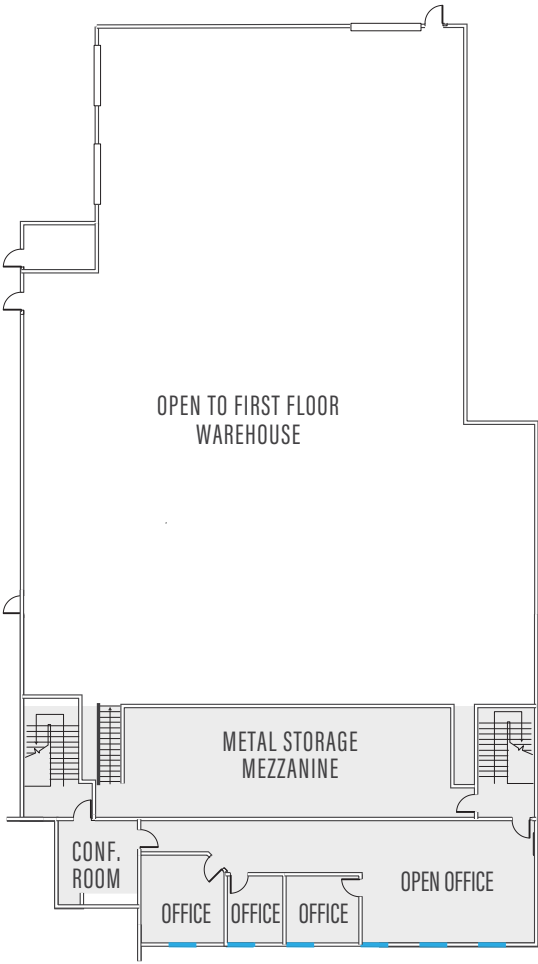 OPEN TO FIRST FLOOR
WAREHOUSE
METAL STORAGE
MEZZANINE
CONF.
ROOM
OPEN OFFICE
OFFICE
OFFICE
OFFICE